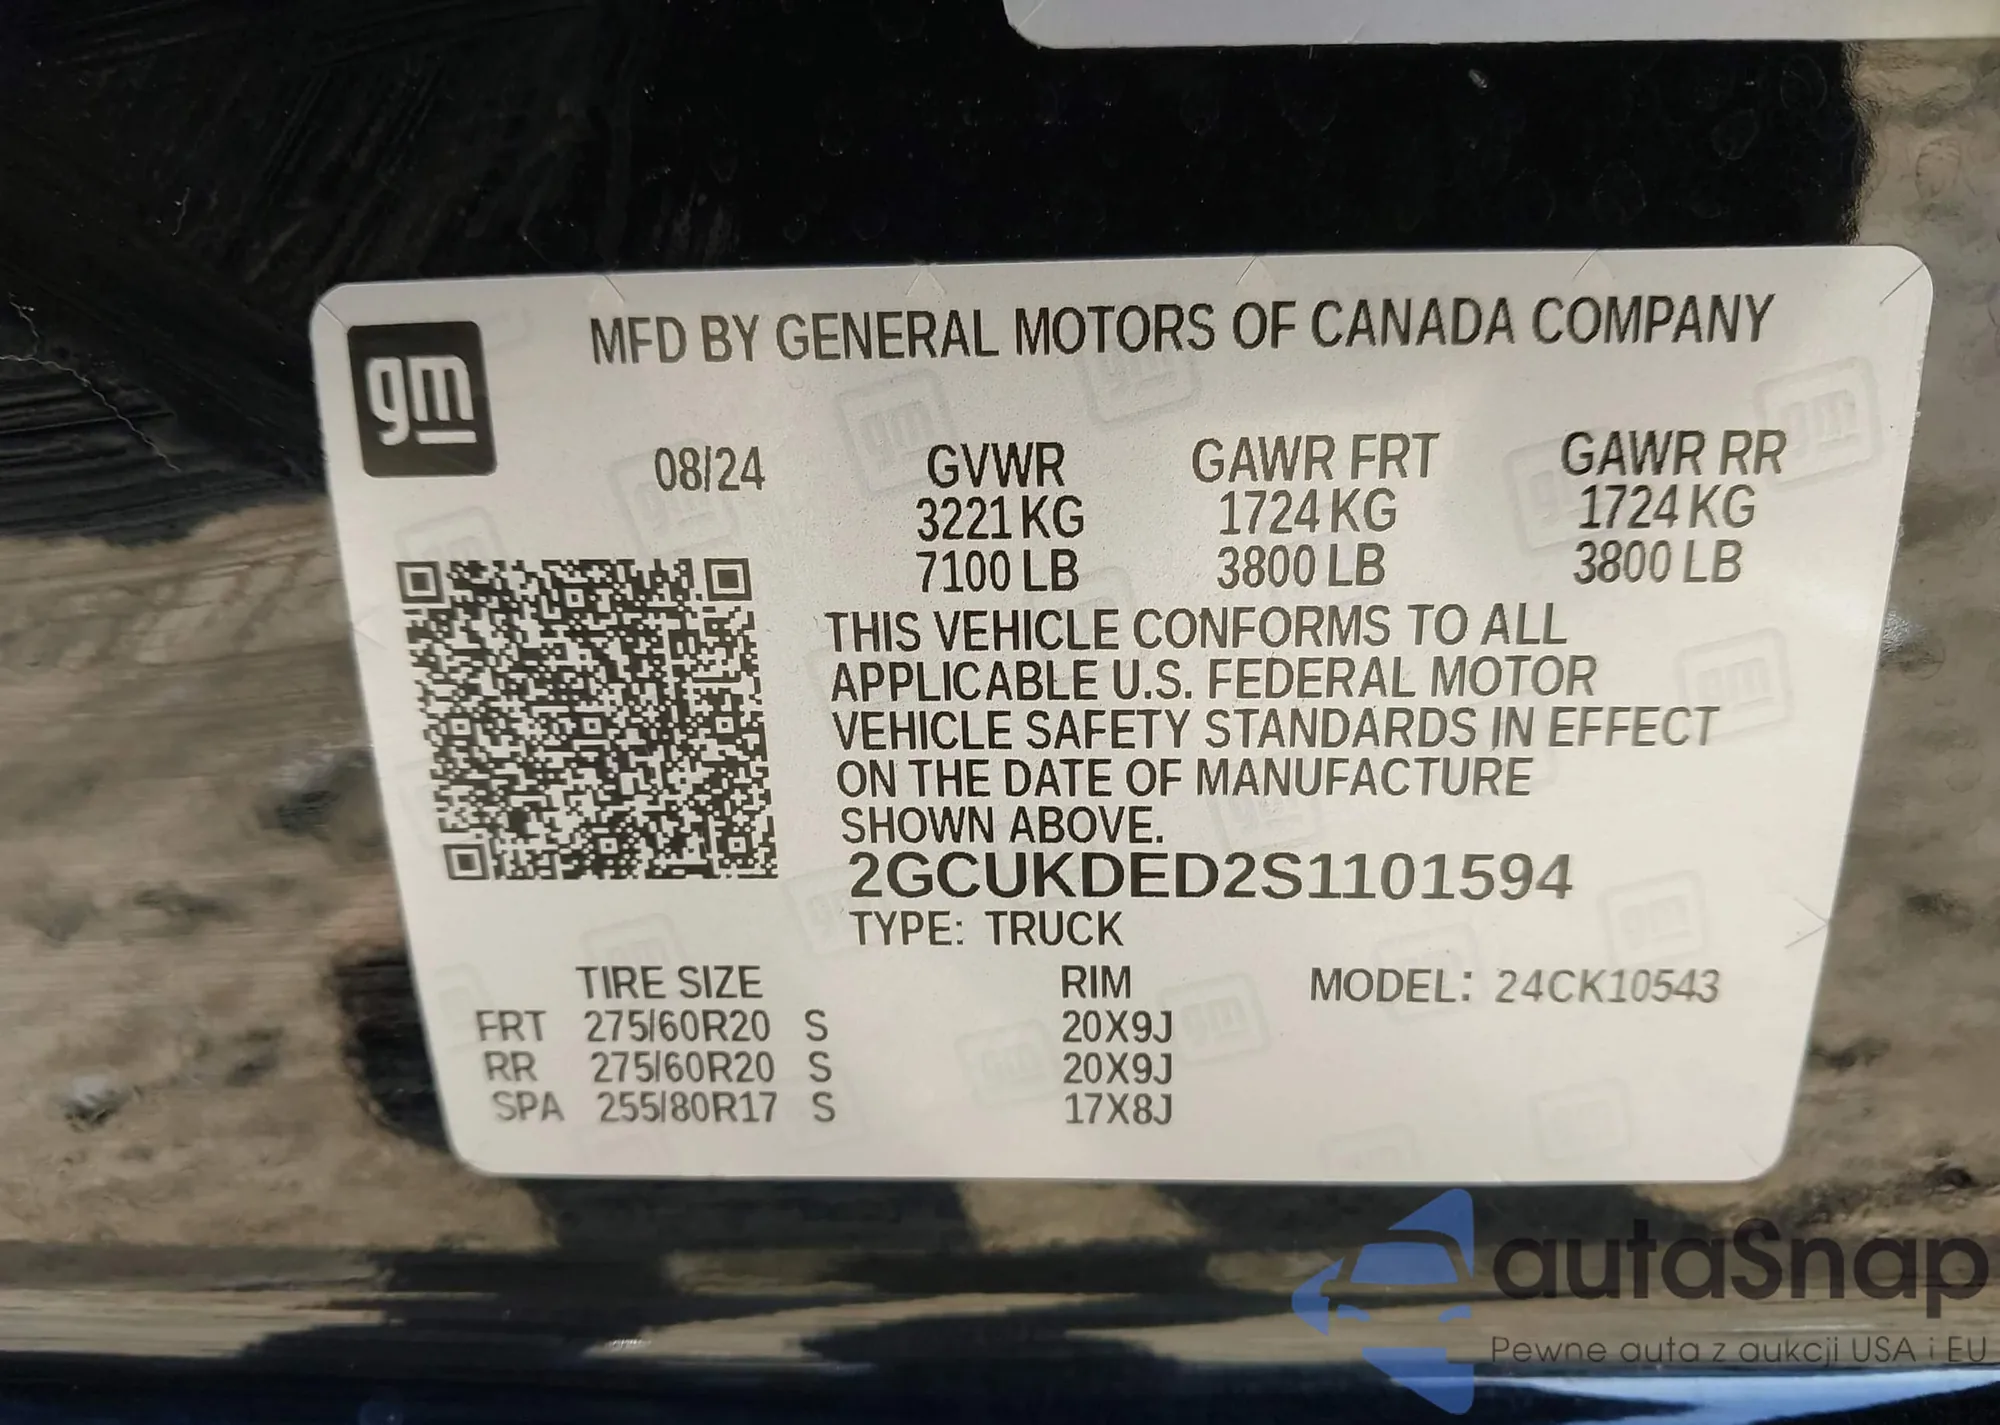 MFD BY GENERAL MOTORS OF CANADA COMPANY
gm
08/24 GVWR GAWR FRT GAWR RR
3221 KG 1724 KG 1724 KG
7100 LB 3800 LB 3800 LB
THIS VEHICLE CONFORMS TO ALL
APPLICABLE U.S. FEDERAL MOTOR
VEHICLE SAFETY STANDARDS IN EFFECT
ON THE DATE OF MANUFACTURE
SHOWN ABOVE.
2GCUKDED2S1101594
TYPE: TRUCK
TIRE SIZE RIM MODEL: 24CK10543
FRT 275/60R20 S 20X9J
RR 275/60R20 S 20X9J
SPA 255/80R17 S 17X8J
autaSnap
Pewne auta z aukcji USA i EU